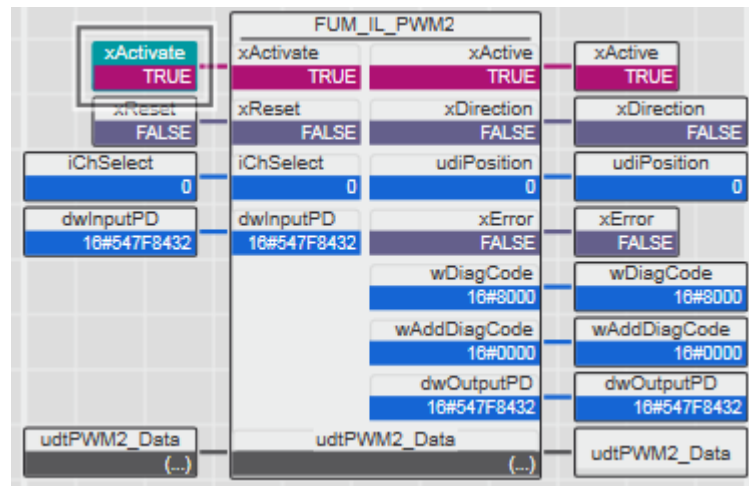 FUM_IL_PWM2
xActivate xActivate xActive xActive
TRUE TRUE TRUE TRUE
xReset xReset xDirection xDirection
FALSE FALSE FALSE FALSE
iChSelect iChSelect udiPosition udiPosition
0 0 0 0
dwInputPD dwInputPD xError xError
16#547F8432 16#547F8432 FALSE FALSE
wDiagCode wDiagCode
16#8000 16#8000
wAddDiagCode wAddDiagCode
16#0000 16#0000
dwOutputPD dwOutputPD
16#547F8432 16#547F8432
udtPWM2_Data udtPWM2_Data udtPWM2_Data
(...) (...)